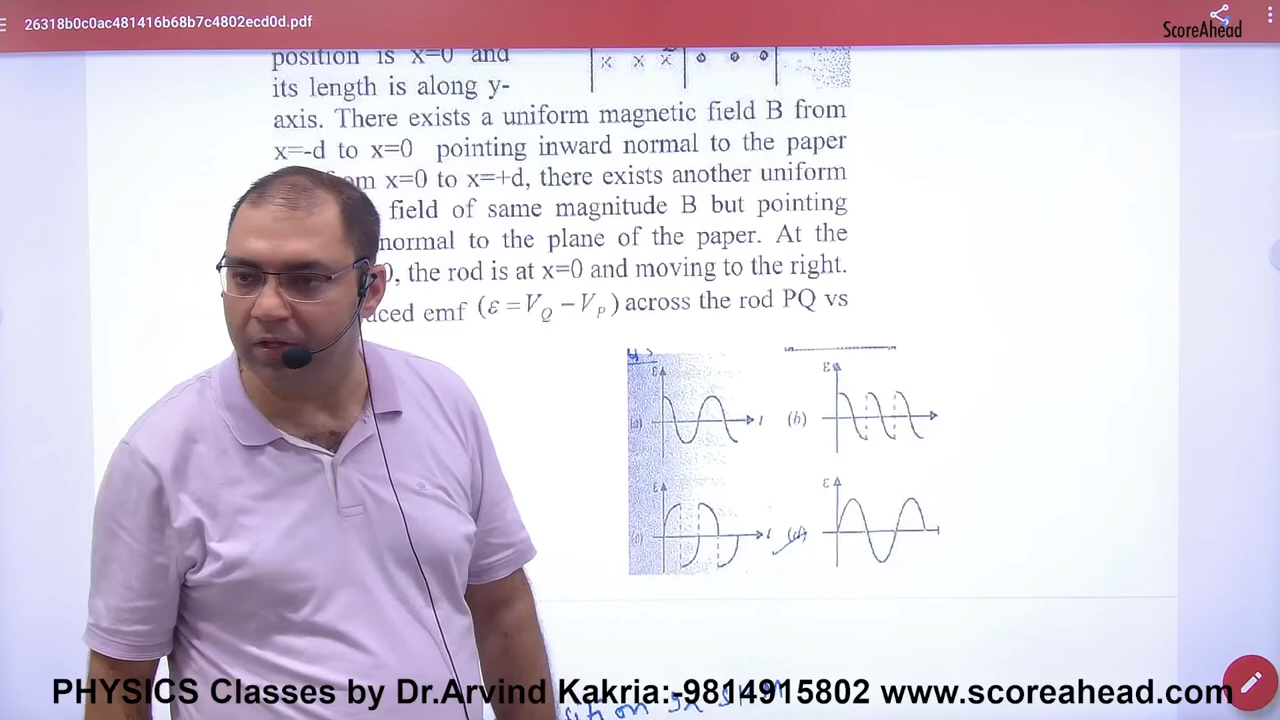 26318b0c0ac481416b68b7c4802ecd0d.pdf
ScoreAhead
position is x=0 and
its length is along y-
axis. There exists a uniform magnetic field B from
x=-d to x=0 pointing inward normal to the paper
from x=0 to x=+d, there exists another uniform
field of same magnitude B but pointing
normal to the plane of the paper. At the
0, the rod is at x=0 and moving to the right.
emf (ε = V_Q − V_P) across the rod PQ vs
ε
t
(b)
ε
ε
t
(d)
ε
PHYSICS Classes by Dr.Arvind Kakria:-9814915802 www.scoreahead.com